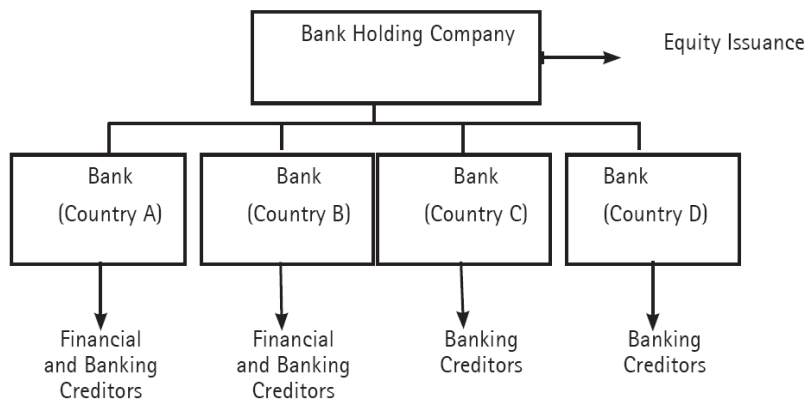 Bank Holding Company
Equity Issuance
Bank
(Country A)
Bank
(Country B)
Bank
(Country C)
Bank
(Country D)
Financial
and Banking
Creditors
Financial
and Banking
Creditors
Banking
Creditors
Banking
Creditors